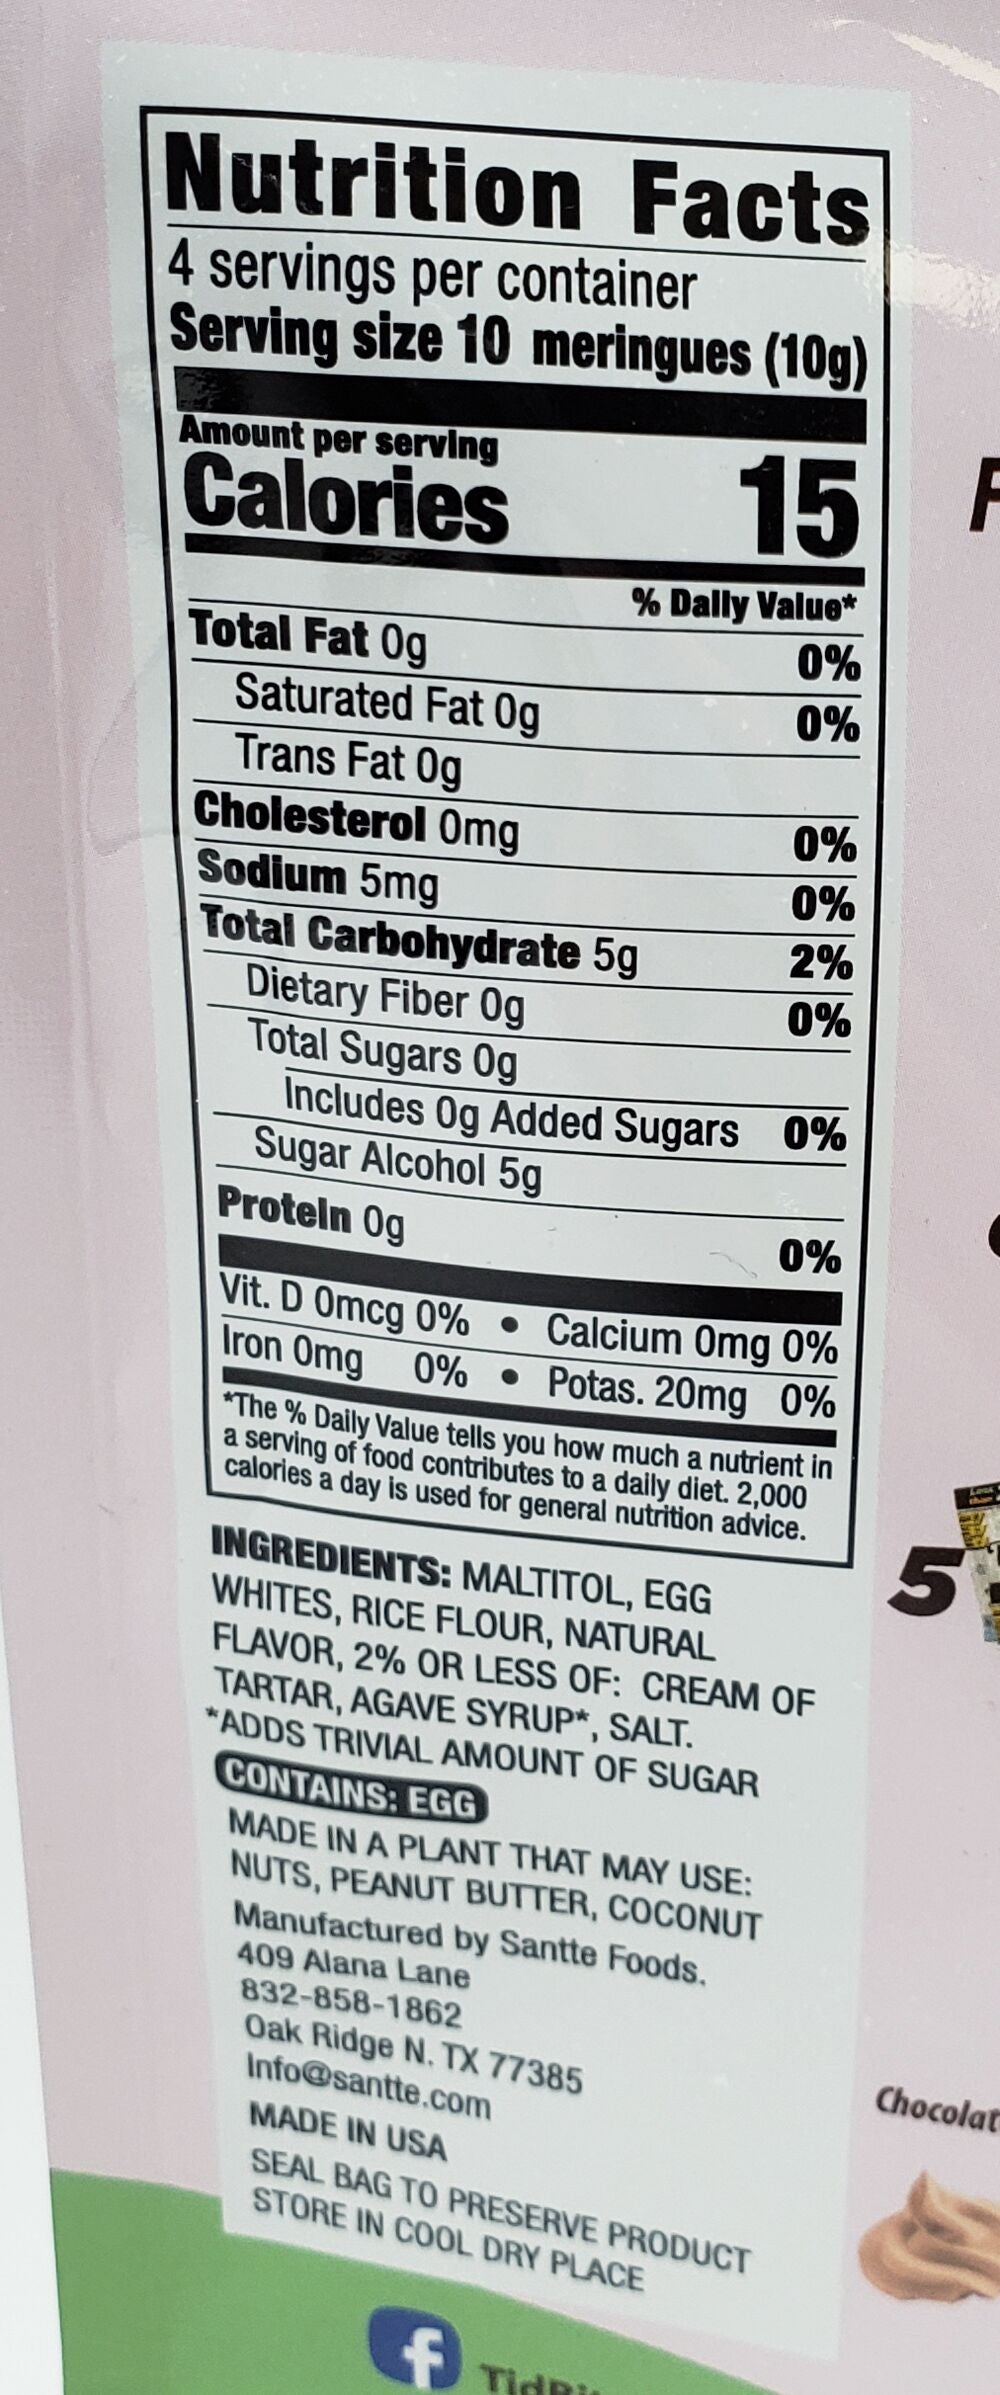 Nutrition Facts
4 servings per container
Serving size 10 meringues (10g)
Amount per serving
Calories 15
% Daily Value*
Total Fat 0g 0%
Saturated Fat 0g 0%
Trans Fat 0g
Cholesterol 0mg 0%
Sodium 5mg 0%
Total Carbohydrate 5g 2%
Dietary Fiber 0g 0%
Total Sugars 0g
Includes 0g Added Sugars 0%
Sugar Alcohol 5g
Protein 0g 0%
Vit. D 0mcg 0% • Calcium 0mg 0%
Iron 0mg 0% • Potas. 20mg 0%
*The % Daily Value tells you how much a nutrient in
a serving of food contributes to a daily diet. 2,000
calories a day is used for general nutrition advice.
INGREDIENTS: MALTITOL, EGG
WHITES, RICE FLOUR, NATURAL
FLAVOR, 2% OR LESS OF: CREAM OF
TARTAR, AGAVE SYRUP*, SALT.
*ADDS TRIVIAL AMOUNT OF SUGAR
CONTAINS: EGG
MADE IN A PLANT THAT MAY USE:
NUTS, PEANUT BUTTER, COCONUT
Manufactured by Santte Foods.
409 Alana Lane
832-858-1862
Oak Ridge N. TX 77385
Info@santte.com
MADE IN USA
SEAL BAG TO PRESERVE PRODUCT
STORE IN COOL DRY PLACE
5
Chocolat
f